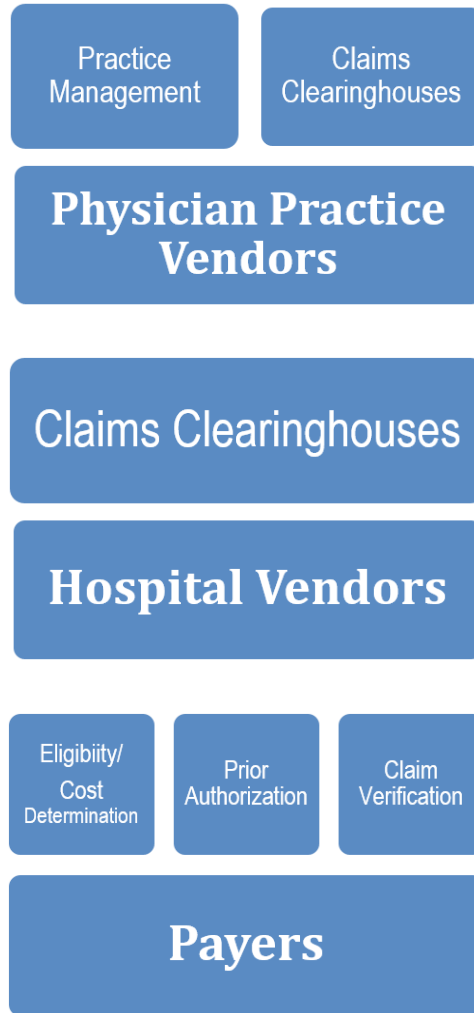 Practice
Management
Claims
Clearinghouses
Physician Practice
Vendors
Claims Clearinghouses
Hospital Vendors
Eligibiity/
Cost
Determination
Prior
Authorization
Claim
Verification
Payers